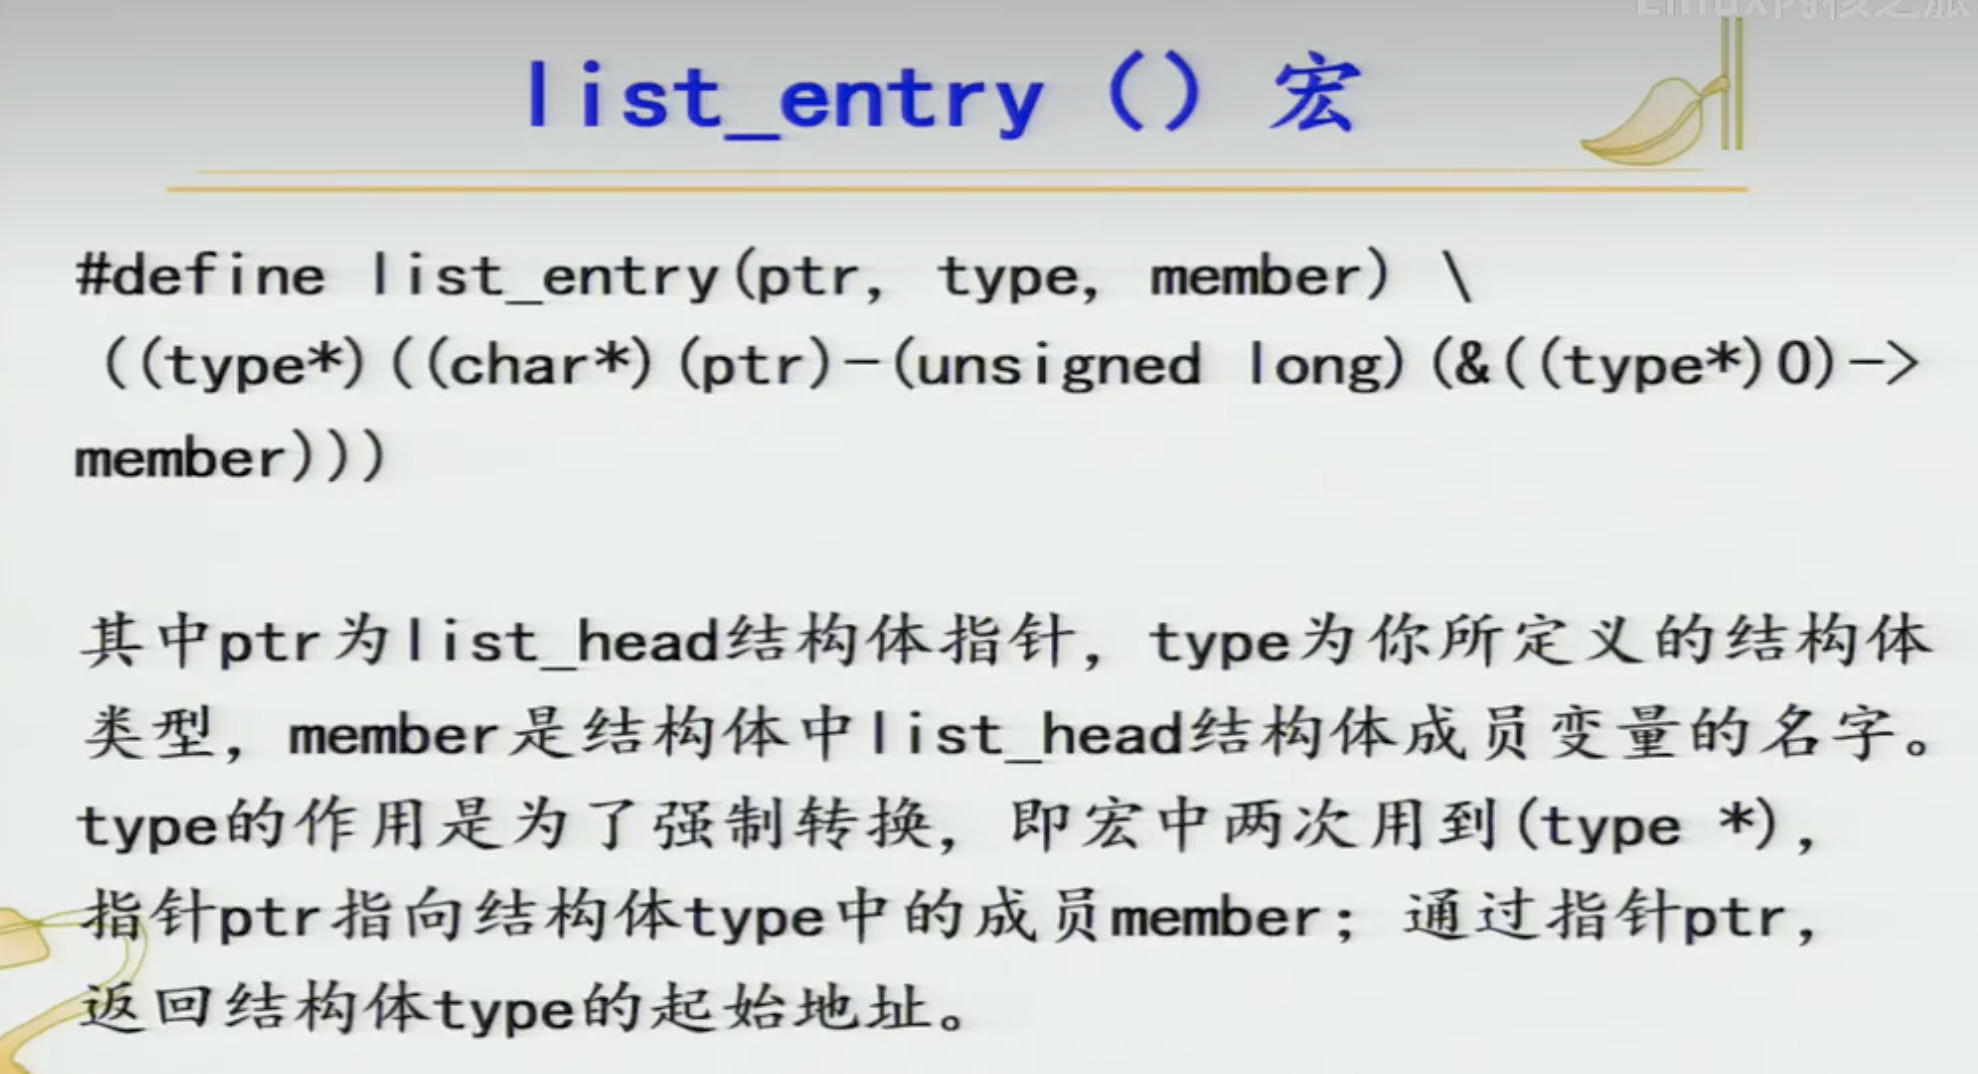 Linux内核之旅
list_entry（）宏
#define list_entry(ptr, type, member) \
((type*)((char*)(ptr)-(unsigned long)(&((type*)0)->
member)))
其中ptr为list_head结构体指针，type为你所定义的结构体
类型，member是结构体中list_head结构体成员变量的名字。
type的作用是为了强制转换，即宏中两次用到(type *)，
指针ptr指向结构体type中的成员member；通过指针ptr，
返回结构体type的起始地址。